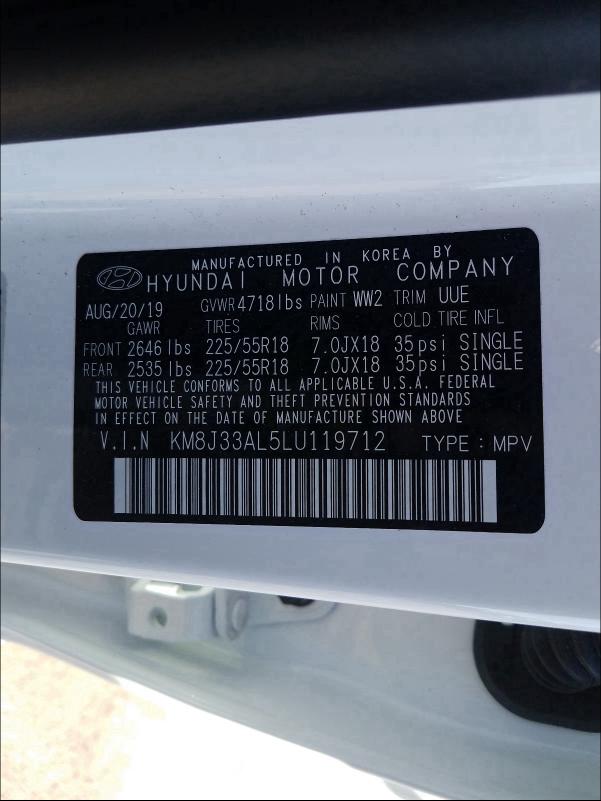 MANUFACTURED IN KOREA BY
HYUNDAI MOTOR COMPANY
AUG/20/19 GVWR 4718lbs PAINT WW2 TRIM UUE
GAWR TIRES RIMS COLD TIRE INFL
FRONT 2646 lbs 225/55R18 7.0JX18 35psi SINGLE
REAR 2535 lbs 225/55R18 7.0JX18 35psi SINGLE
THIS VEHICLE CONFORMS TO ALL APPLICABLE U.S.A. FEDERAL
MOTOR VEHICLE SAFETY AND THEFT PREVENTION STANDARDS
IN EFFECT ON THE DATE OF MANUFACTURE SHOWN ABOVE
V.I.N KM8J33AL5LU119712 TYPE : MPV